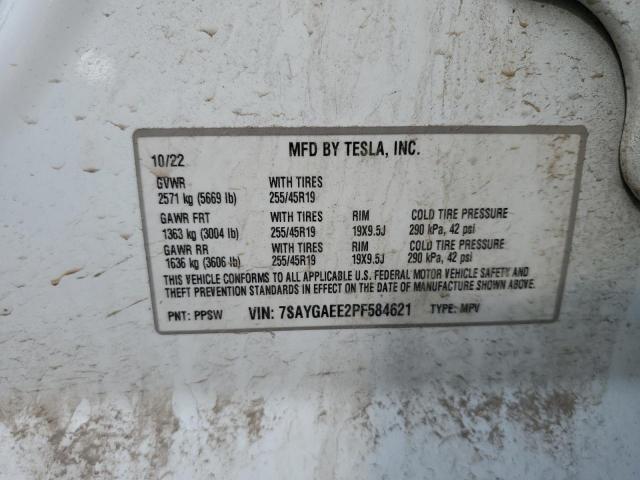 MFD BY TESLA, INC.
10/22
GVWR WITH TIRES
2571 kg (5669 lb) 255/45R19
GAWR FRT WITH TIRES RIM COLD TIRE PRESSURE
1363 kg (3004 lb) 255/45R19 19X9.5J 290 kPa, 42 psi
GAWR RR WITH TIRES RIM COLD TIRE PRESSURE
1636 kg (3606 lb) 255/45R19 19X9.5J 290 kPa, 42 psi
THIS VEHICLE CONFORMS TO ALL APPLICABLE U.S. FEDERAL MOTOR VEHICLE SAFETY AND
THEFT PREVENTION STANDARDS IN EFFECT ON THE DATE OF MANUFACTURE SHOWN ABOVE.
PNT: PPSW VIN: 7SAYGAEE2PF584621 TYPE: MPV